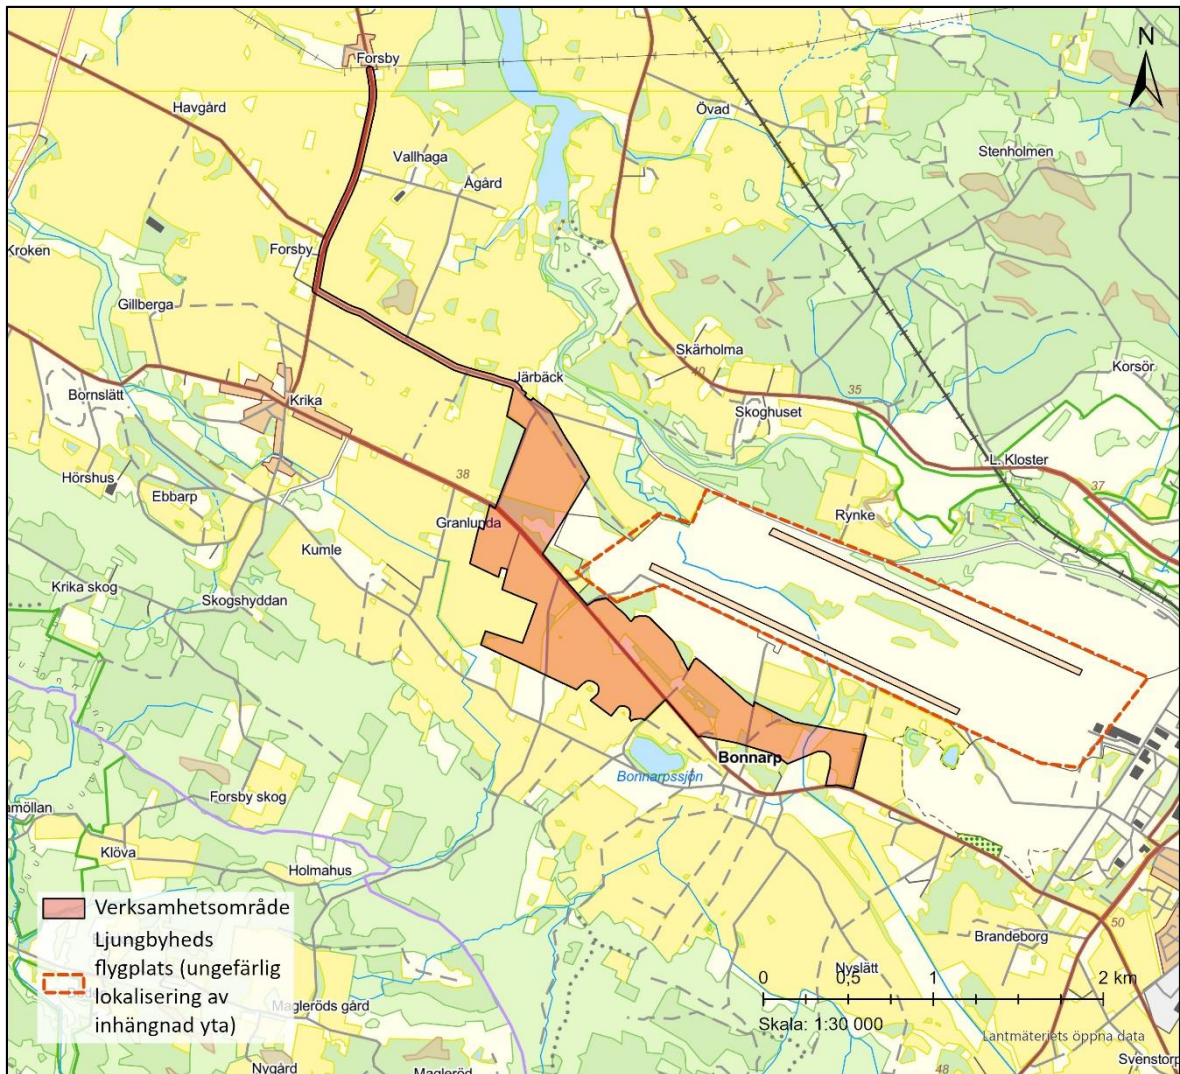 Forsby
N
Havgård
Övad
Stenholmen
Vallhaga
Ågård
Kroken
Forsby
Gillberga
Skärholma
Korsör
40
35
Järbäck
Bornslätt
Krika
Skoghuset
L. Kloster
Hörshus
38
37
Ebbarp
Rynke
Granlunda
Kumle
Krika skog
Skogshyddan
Bonnarp
Bonnarpssjön
Forsby skog
amöllan
Klöva
Holmahus
50
Brandeborg
Verksamhetsområde
Ljungbyheds
flygplats (ungefärlig
lokalisering av
inhängnad yta)
Nyslätt
0 0,5 1 2 km
Skala: 1:30 000
Magleröds gård
Lantmäteriets öppna data
Svenstorp
48
Nygård
Magleröd